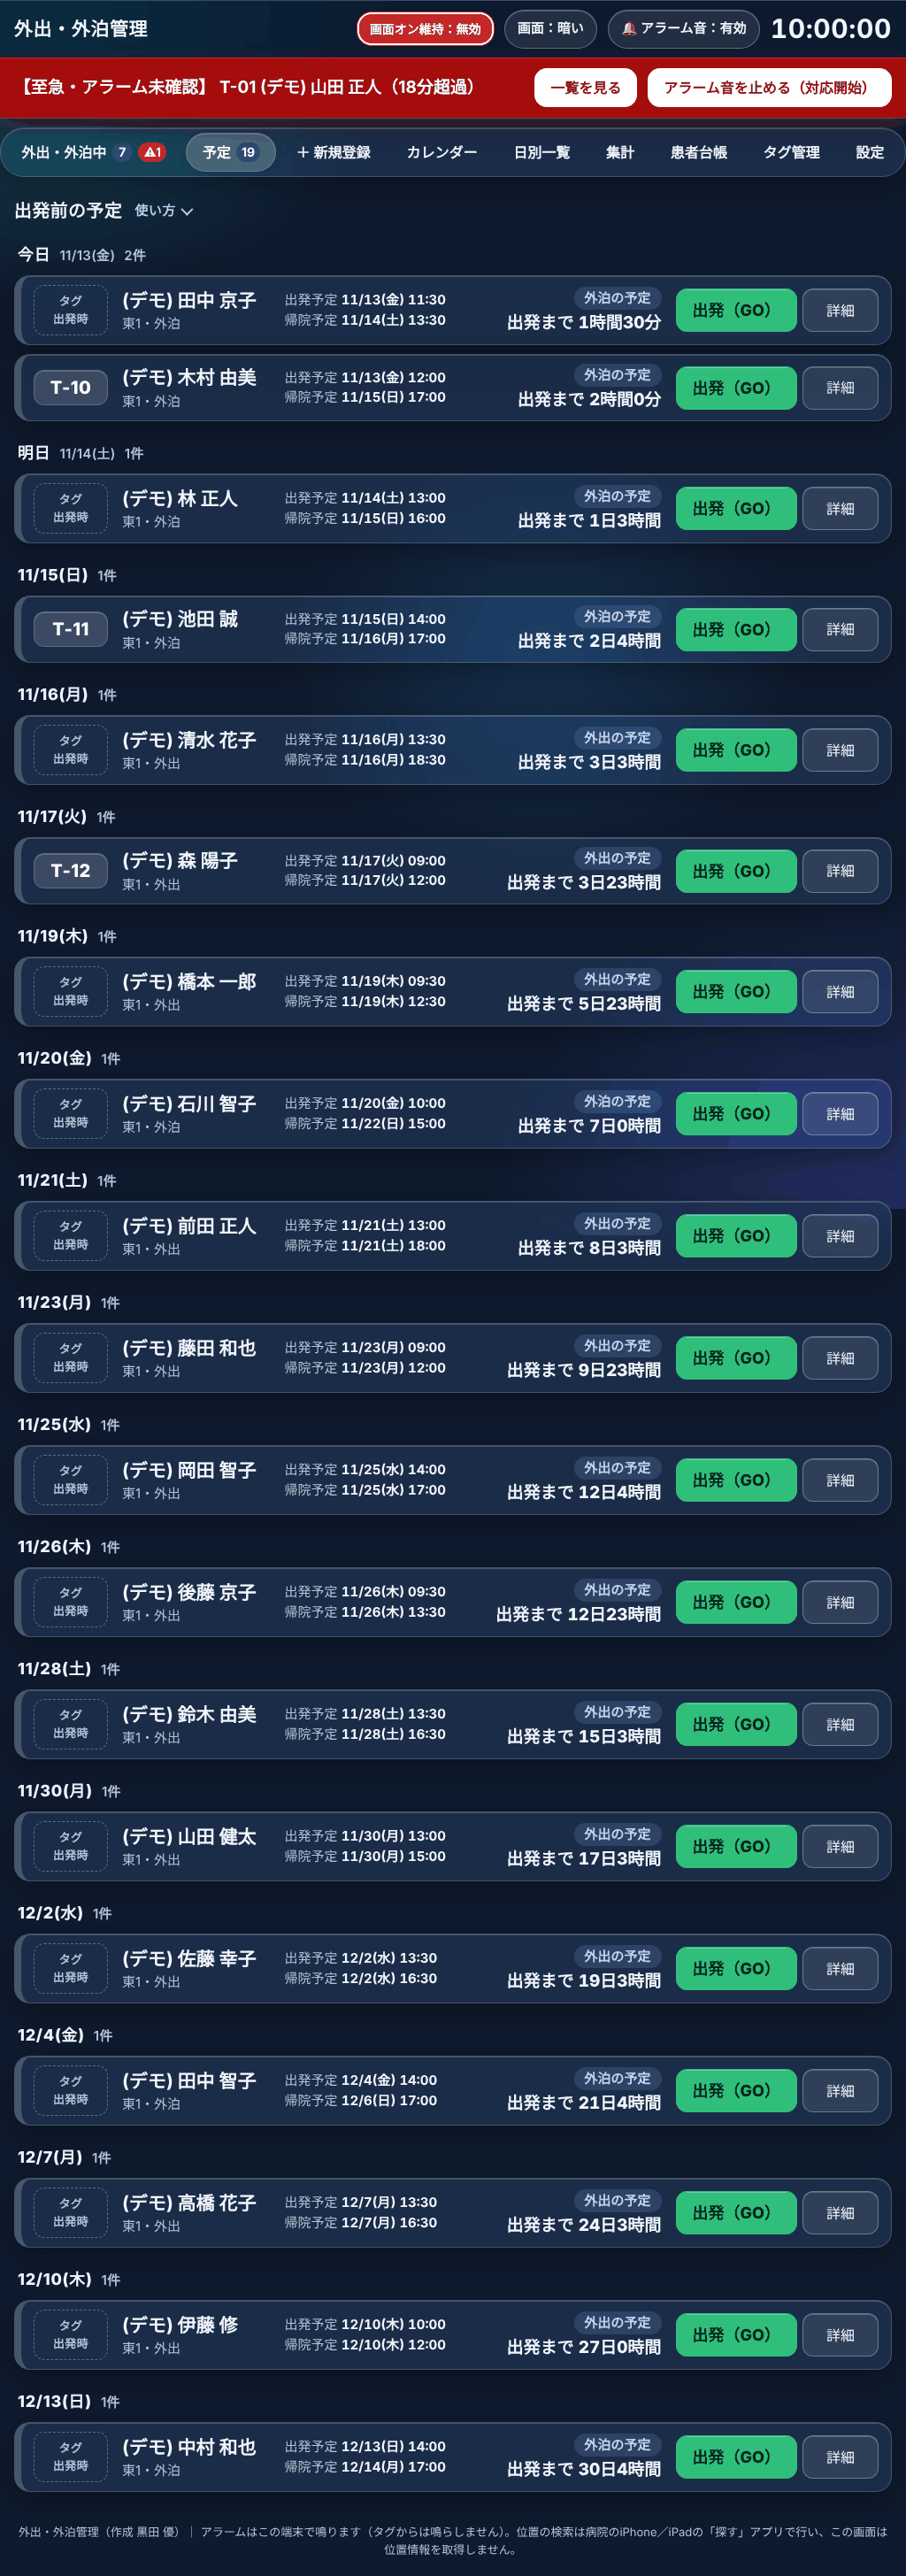 外出・外泊管理
画面オン維持：無効
画面：暗い
🔔 アラーム音：有効
10:00:00
【至急・アラーム未確認】 T-01 (デモ) 山田 正人（18分超過）
一覧を見る
アラーム音を止める（対応開始）
外出・外泊中 7 ⚠1
予定 19
＋ 新規登録
カレンダー
日別一覧
集計
患者台帳
タグ管理
設定
出発前の予定 使い方
今日 11/13(金) 2件
タグ
出発時
(デモ) 田中 京子
東1・外泊
出発予定 11/13(金) 11:30
帰院予定 11/14(土) 13:30
外泊の予定
出発まで 1時間30分
出発（GO）
詳細
T-10
(デモ) 木村 由美
東1・外泊
出発予定 11/13(金) 12:00
帰院予定 11/15(日) 17:00
外泊の予定
出発まで 2時間0分
出発（GO）
詳細
明日 11/14(土) 1件
タグ
出発時
(デモ) 林 正人
東1・外泊
出発予定 11/14(土) 13:00
帰院予定 11/15(日) 16:00
外泊の予定
出発まで 1日3時間
出発（GO）
詳細
11/15(日) 1件
T-11
(デモ) 池田 誠
東1・外泊
出発予定 11/15(日) 14:00
帰院予定 11/16(月) 17:00
外泊の予定
出発まで 2日4時間
出発（GO）
詳細
11/16(月) 1件
タグ
出発時
(デモ) 清水 花子
東1・外出
出発予定 11/16(月) 13:30
帰院予定 11/16(月) 18:30
外出の予定
出発まで 3日3時間
出発（GO）
詳細
11/17(火) 1件
T-12
(デモ) 森 陽子
東1・外出
出発予定 11/17(火) 09:00
帰院予定 11/17(火) 12:00
外出の予定
出発まで 3日23時間
出発（GO）
詳細
11/19(木) 1件
タグ
出発時
(デモ) 橋本 一郎
東1・外出
出発予定 11/19(木) 09:30
帰院予定 11/19(木) 12:30
外出の予定
出発まで 5日23時間
出発（GO）
詳細
11/20(金) 1件
タグ
出発時
(デモ) 石川 智子
東1・外泊
出発予定 11/20(金) 10:00
帰院予定 11/22(日) 15:00
外泊の予定
出発まで 7日0時間
出発（GO）
詳細
11/21(土) 1件
タグ
出発時
(デモ) 前田 正人
東1・外出
出発予定 11/21(土) 13:00
帰院予定 11/21(土) 18:00
外出の予定
出発まで 8日3時間
出発（GO）
詳細
11/23(月) 1件
タグ
出発時
(デモ) 藤田 和也
東1・外出
出発予定 11/23(月) 09:00
帰院予定 11/23(月) 12:00
外出の予定
出発まで 9日23時間
出発（GO）
詳細
11/25(水) 1件
タグ
出発時
(デモ) 岡田 智子
東1・外出
出発予定 11/25(水) 14:00
帰院予定 11/25(水) 17:00
外出の予定
出発まで 12日4時間
出発（GO）
詳細
11/26(木) 1件
タグ
出発時
(デモ) 後藤 京子
東1・外出
出発予定 11/26(木) 09:30
帰院予定 11/26(木) 13:30
外出の予定
出発まで 12日23時間
出発（GO）
詳細
11/28(土) 1件
タグ
出発時
(デモ) 鈴木 由美
東1・外出
出発予定 11/28(土) 13:30
帰院予定 11/28(土) 16:30
外出の予定
出発まで 15日3時間
出発（GO）
詳細
11/30(月) 1件
タグ
出発時
(デモ) 山田 健太
東1・外出
出発予定 11/30(月) 13:00
帰院予定 11/30(月) 15:00
外出の予定
出発まで 17日3時間
出発（GO）
詳細
12/2(水) 1件
タグ
出発時
(デモ) 佐藤 幸子
東1・外出
出発予定 12/2(水) 13:30
帰院予定 12/2(水) 16:30
外出の予定
出発まで 19日3時間
出発（GO）
詳細
12/4(金) 1件
タグ
出発時
(デモ) 田中 智子
東1・外泊
出発予定 12/4(金) 14:00
帰院予定 12/6(日) 17:00
外泊の予定
出発まで 21日4時間
出発（GO）
詳細
12/7(月) 1件
タグ
出発時
(デモ) 高橋 花子
東1・外出
出発予定 12/7(月) 13:30
帰院予定 12/7(月) 16:30
外出の予定
出発まで 24日3時間
出発（GO）
詳細
12/10(木) 1件
タグ
出発時
(デモ) 伊藤 修
東1・外出
出発予定 12/10(木) 10:00
帰院予定 12/10(木) 12:00
外出の予定
出発まで 27日0時間
出発（GO）
詳細
12/13(日) 1件
タグ
出発時
(デモ) 中村 和也
東1・外泊
出発予定 12/13(日) 14:00
帰院予定 12/14(月) 17:00
外泊の予定
出発まで 30日4時間
出発（GO）
詳細
外出・外泊管理（作成 黒田 優）｜ アラームはこの端末で鳴ります（タグからは鳴らしません）。位置の検索は病院のiPhone／iPadの「探す」アプリで行い、この画面は
位置情報を取得しません。